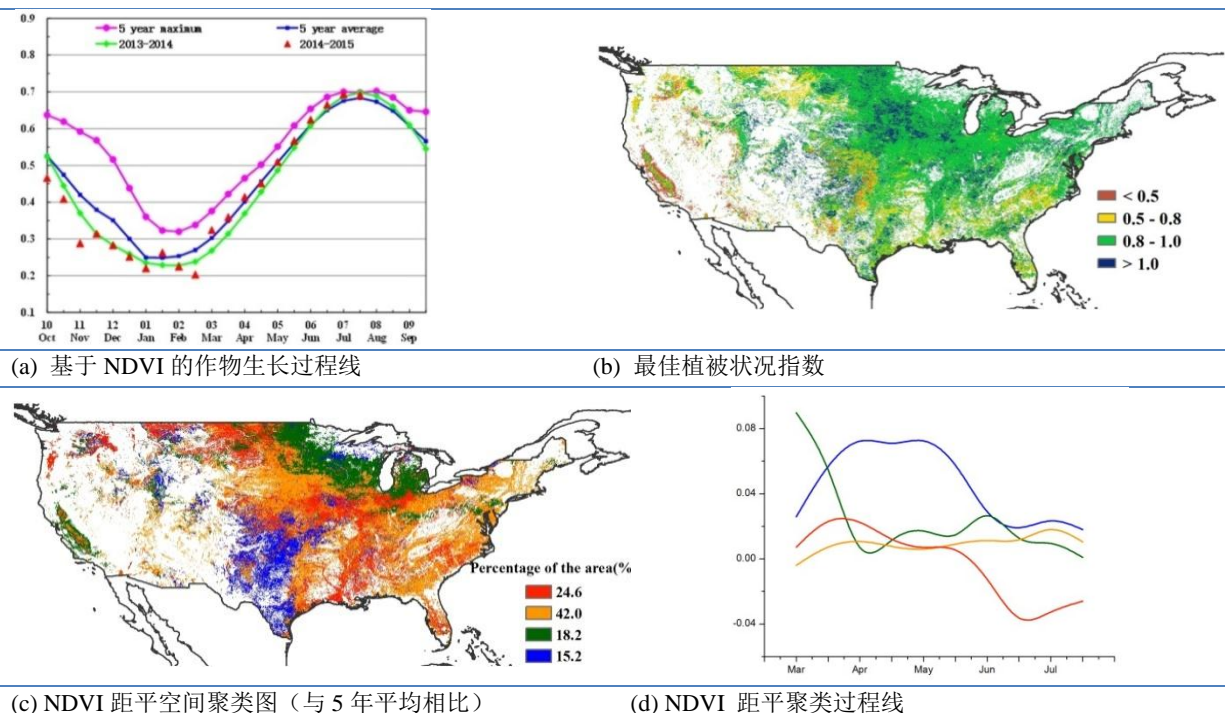 0.9
5 year maximum
5 year average
2013-2014
2014-2015
0.8
0.7
0.6
0.5
0.4
0.3
0.2
0.1
10 11 12 01 02 03 04 05 06 07 08 09
Oct Nov Dec Jan Feb Mar Apr May Jun Jul Aug Sep
< 0.5
0.5 - 0.8
0.8 - 1.0
> 1.0
(a) 基于 NDVI 的作物生长过程线
(b) 最佳植被状况指数
Percentage of the area(%
24.6
42.0
18.2
15.2
0.08
0.04
0.00
-0.04
Mar Apr May Jun Jul
(c) NDVI 距平空间聚类图（与 5 年平均相比）
(d) NDVI 距平聚类过程线